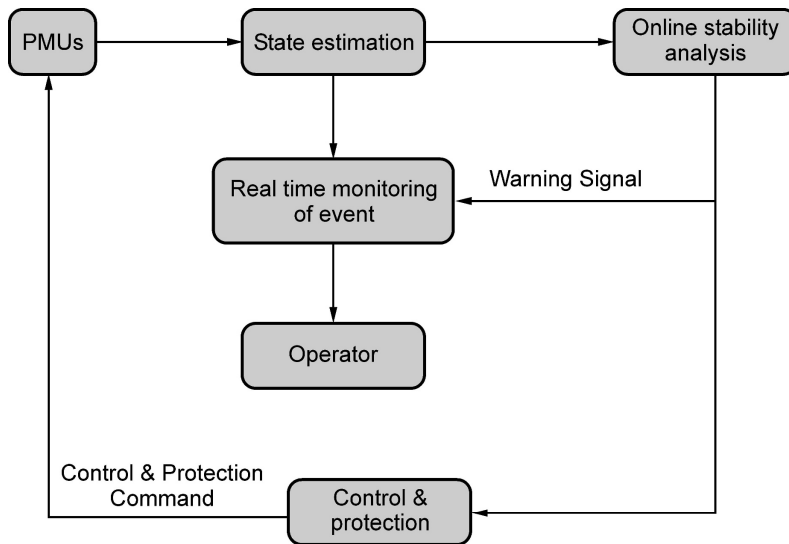 PMUs
State estimation
Online stability
analysis
Real time monitoring
of event
Warning Signal
Operator
Control & Protection
Command
Control &
protection